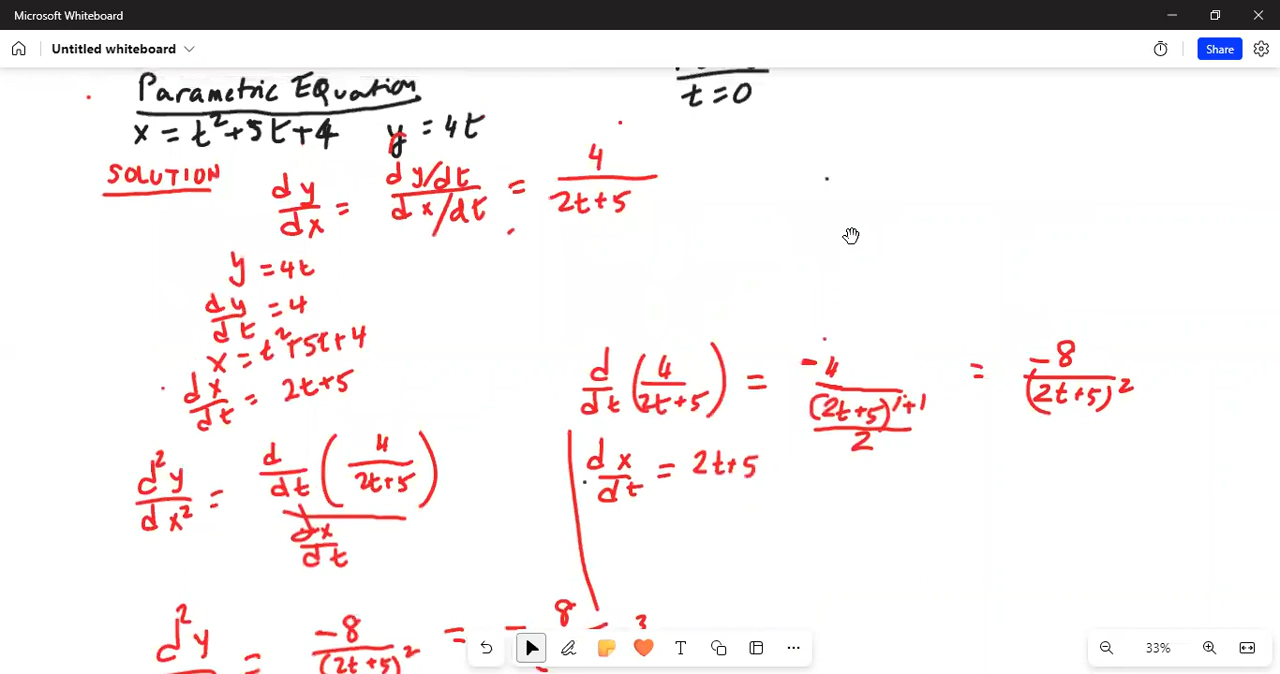 Microsoft Whiteboard
Untitled whiteboard
Share
Parametric Equation
t = 0
x = t²+5t+4 y = 4t
SOLUTION
dy/dx = (dy/dt)/(dx/dt) = 4/(2t+5)
y = 4t
dy/dt = 4
x = t²+5t+4
dx/dt = 2t+5
d/dt (4/(2t+5)) = -4/((2t+5)^(1+1)/2) = -8/(2t+5)²
dx/dt = 2t+5
d²y/dx² = d/dt (4/(2t+5)) / (dx/dt)
d²y = -8/(2t+5)² = - 8 3
33%